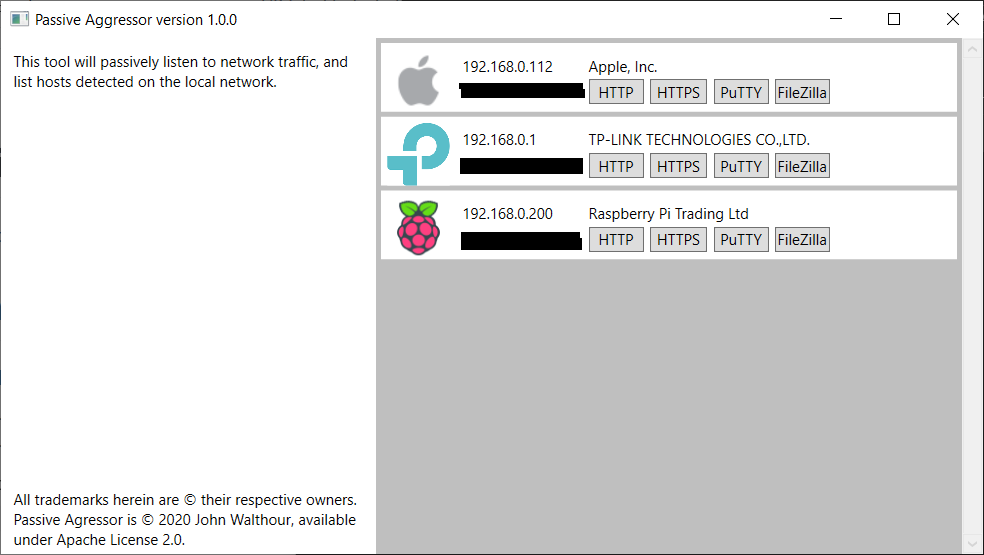 Passive Aggressor version 1.0.0
This tool will passively listen to network traffic, and
list hosts detected on the local network.
192.168.0.112 Apple, Inc.
HTTP HTTPS PuTTY FileZilla
192.168.0.1 TP-LINK TECHNOLOGIES CO.,LTD.
HTTP HTTPS PuTTY FileZilla
192.168.0.200 Raspberry Pi Trading Ltd
HTTP HTTPS PuTTY FileZilla
All trademarks herein are © their respective owners.
Passive Agressor is © 2020 John Walthour, available
under Apache License 2.0.